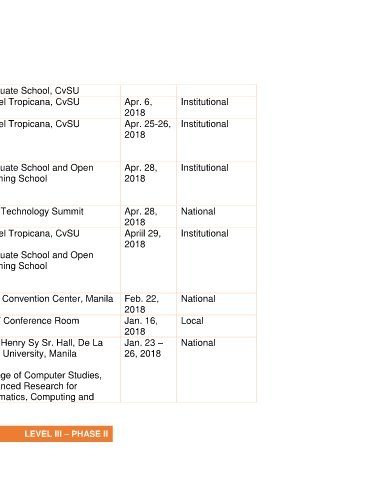 uate School, CvSU
el Tropicana, CvSU Apr. 6, Institutional
2018
el Tropicana, CvSU Apr. 25-26, Institutional
2018
uate School and Open Apr. 28, Institutional
ning School 2018
Technology Summit Apr. 28, National
2018
el Tropicana, CvSU Apriil 29, Institutional
2018
uate School and Open
ning School
Convention Center, Manila Feb. 22, National
2018
Conference Room Jan. 16, Local
2018
Henry Sy Sr. Hall, De La Jan. 23 – National
University, Manila 26, 2018
ge of Computer Studies,
nced Research for
matics, Computing and
LEVEL III – PHASE II